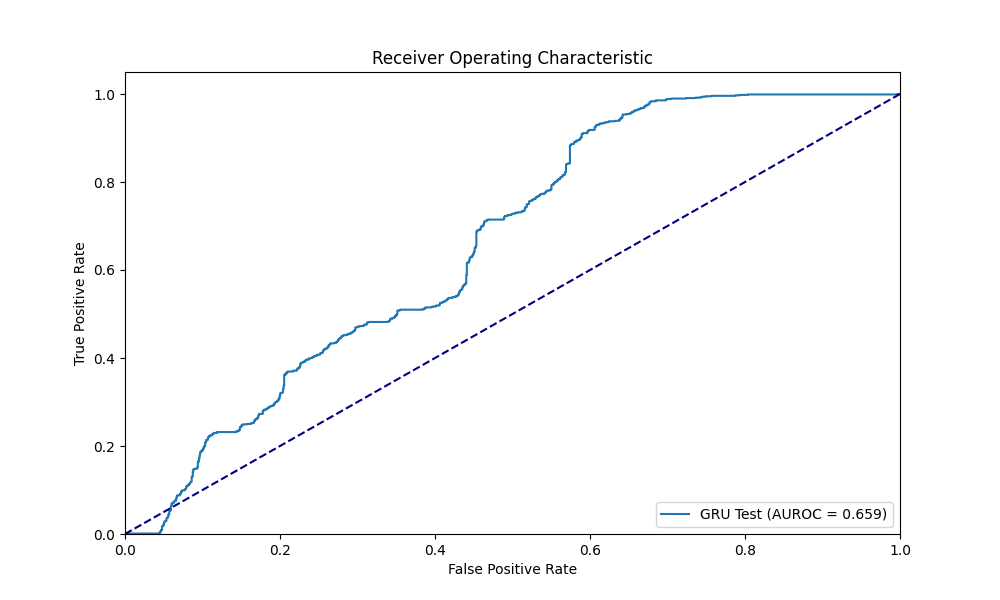 Receiver Operating Characteristic
True Positive Rate
1.0
0.8
0.6
0.4
0.2
0.0
0.0 0.2 0.4 0.6 0.8 1.0
False Positive Rate
GRU Test (AUROC = 0.659)